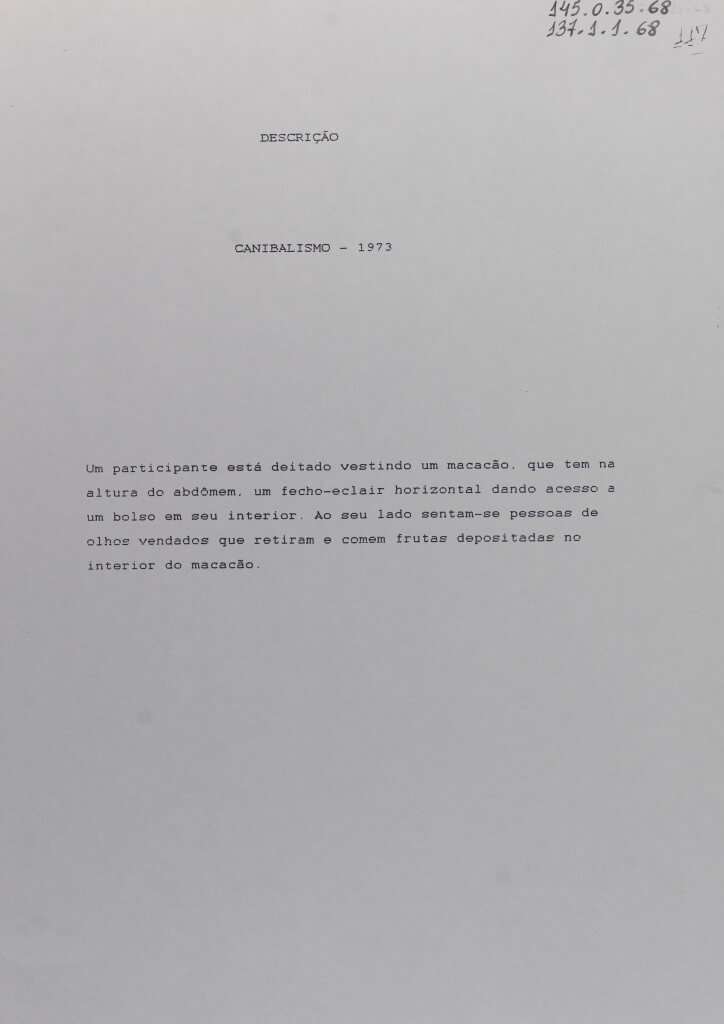 145.0.35.68
137.1.1.68
117
DESCRIÇÃO
CANIBALISMO - 1973
Um participante está deitado vestindo um macacão, que tem na
altura do abdômem, um fecho-eclair horizontal dando acesso a
um bolso em seu interior. Ao seu lado sentam-se pessoas de
olhos vendados que retiram e comem frutas depositadas no
interior do macacão.